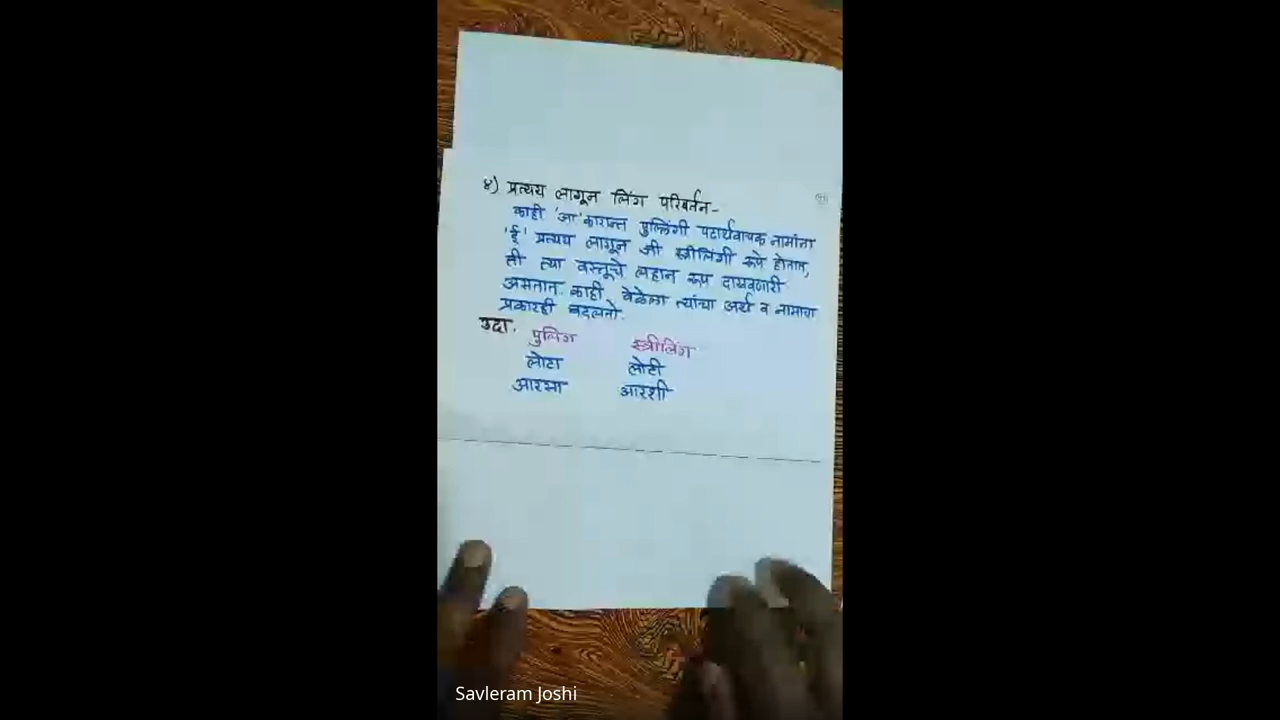 ४) प्रत्यय लागून लिंग परिवर्तन-
काही 'आ'कारान्त पुल्लिंगी पदार्थवाचक नामांना
'ई' प्रत्यय लागून जी स्त्रीलिंगी रूपे होतात,
ती त्या वस्तूचे लहान रूप दाखवणारी
असतात. काही वेळेला त्यांचा अर्थ व नामाचा
प्रकारही बदलतो.
उदा. पुलिंग स्त्रीलिंग
लोटा लोटी
आरसा आरशी
Savleram Joshi